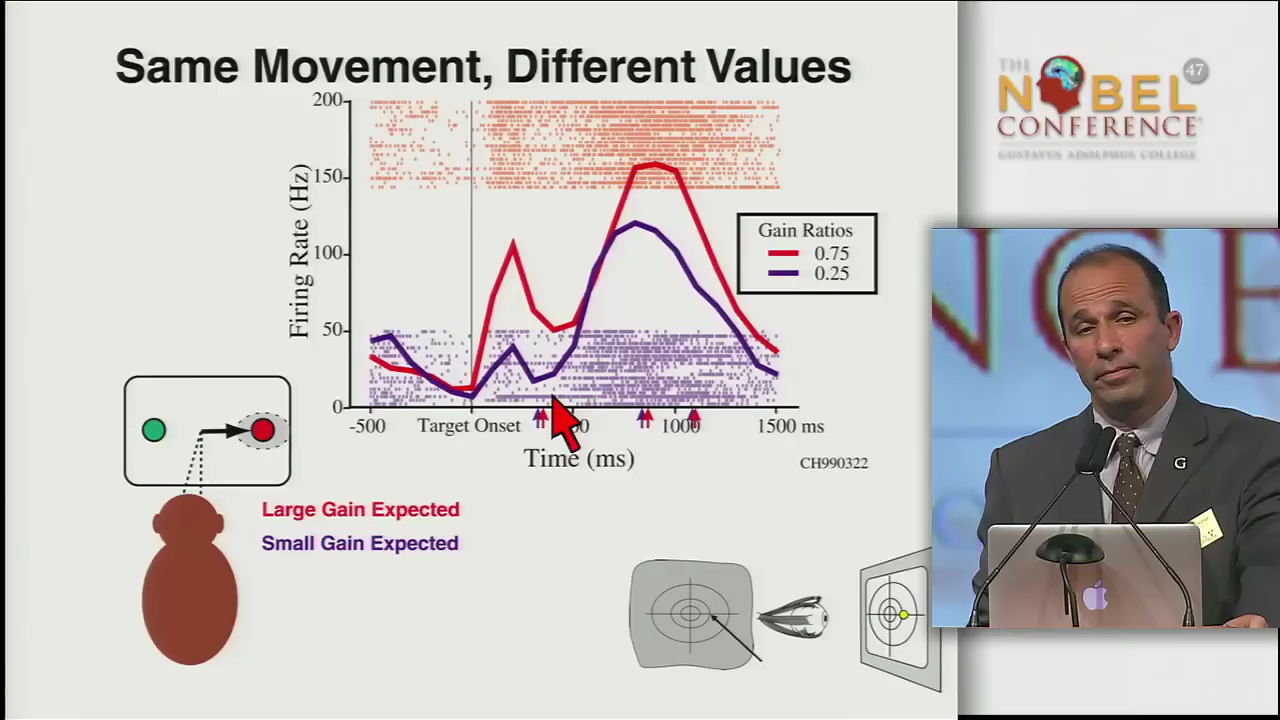 Same Movement, Different Values
200
150
100
50
0
Firing Rate (Hz)
-500
Target Onset
1000
1500 ms
Time (ms)
CH990322
Gain Ratios
0.75
0.25
Large Gain Expected
Small Gain Expected
THE
NOBEL
47
CONFERENCE
GUSTAVUS ADOLPHUS COLLEGE
NCE
G